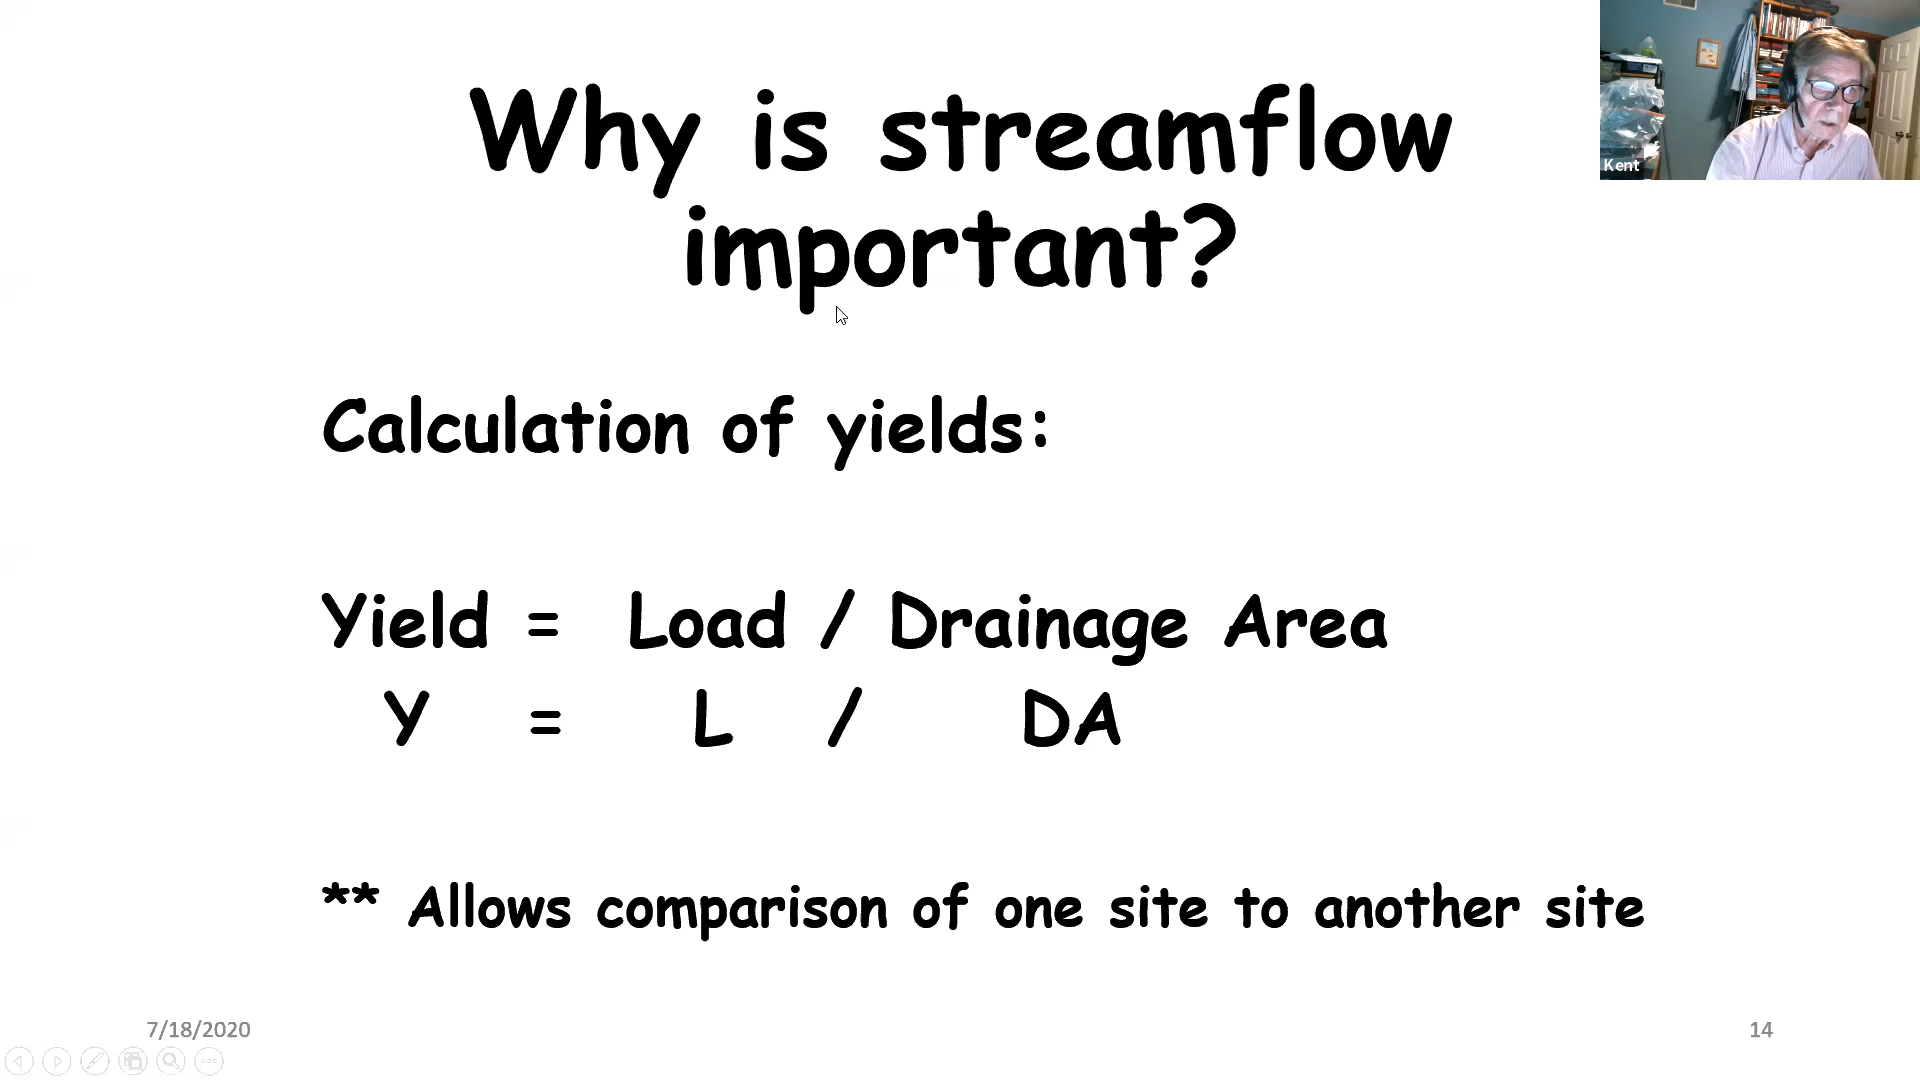 Why is streamflow
important?
Kent
Calculation of yields:
Yield = Load / Drainage Area
Y = L / DA
** Allows comparison of one site to another site
7/18/2020
14